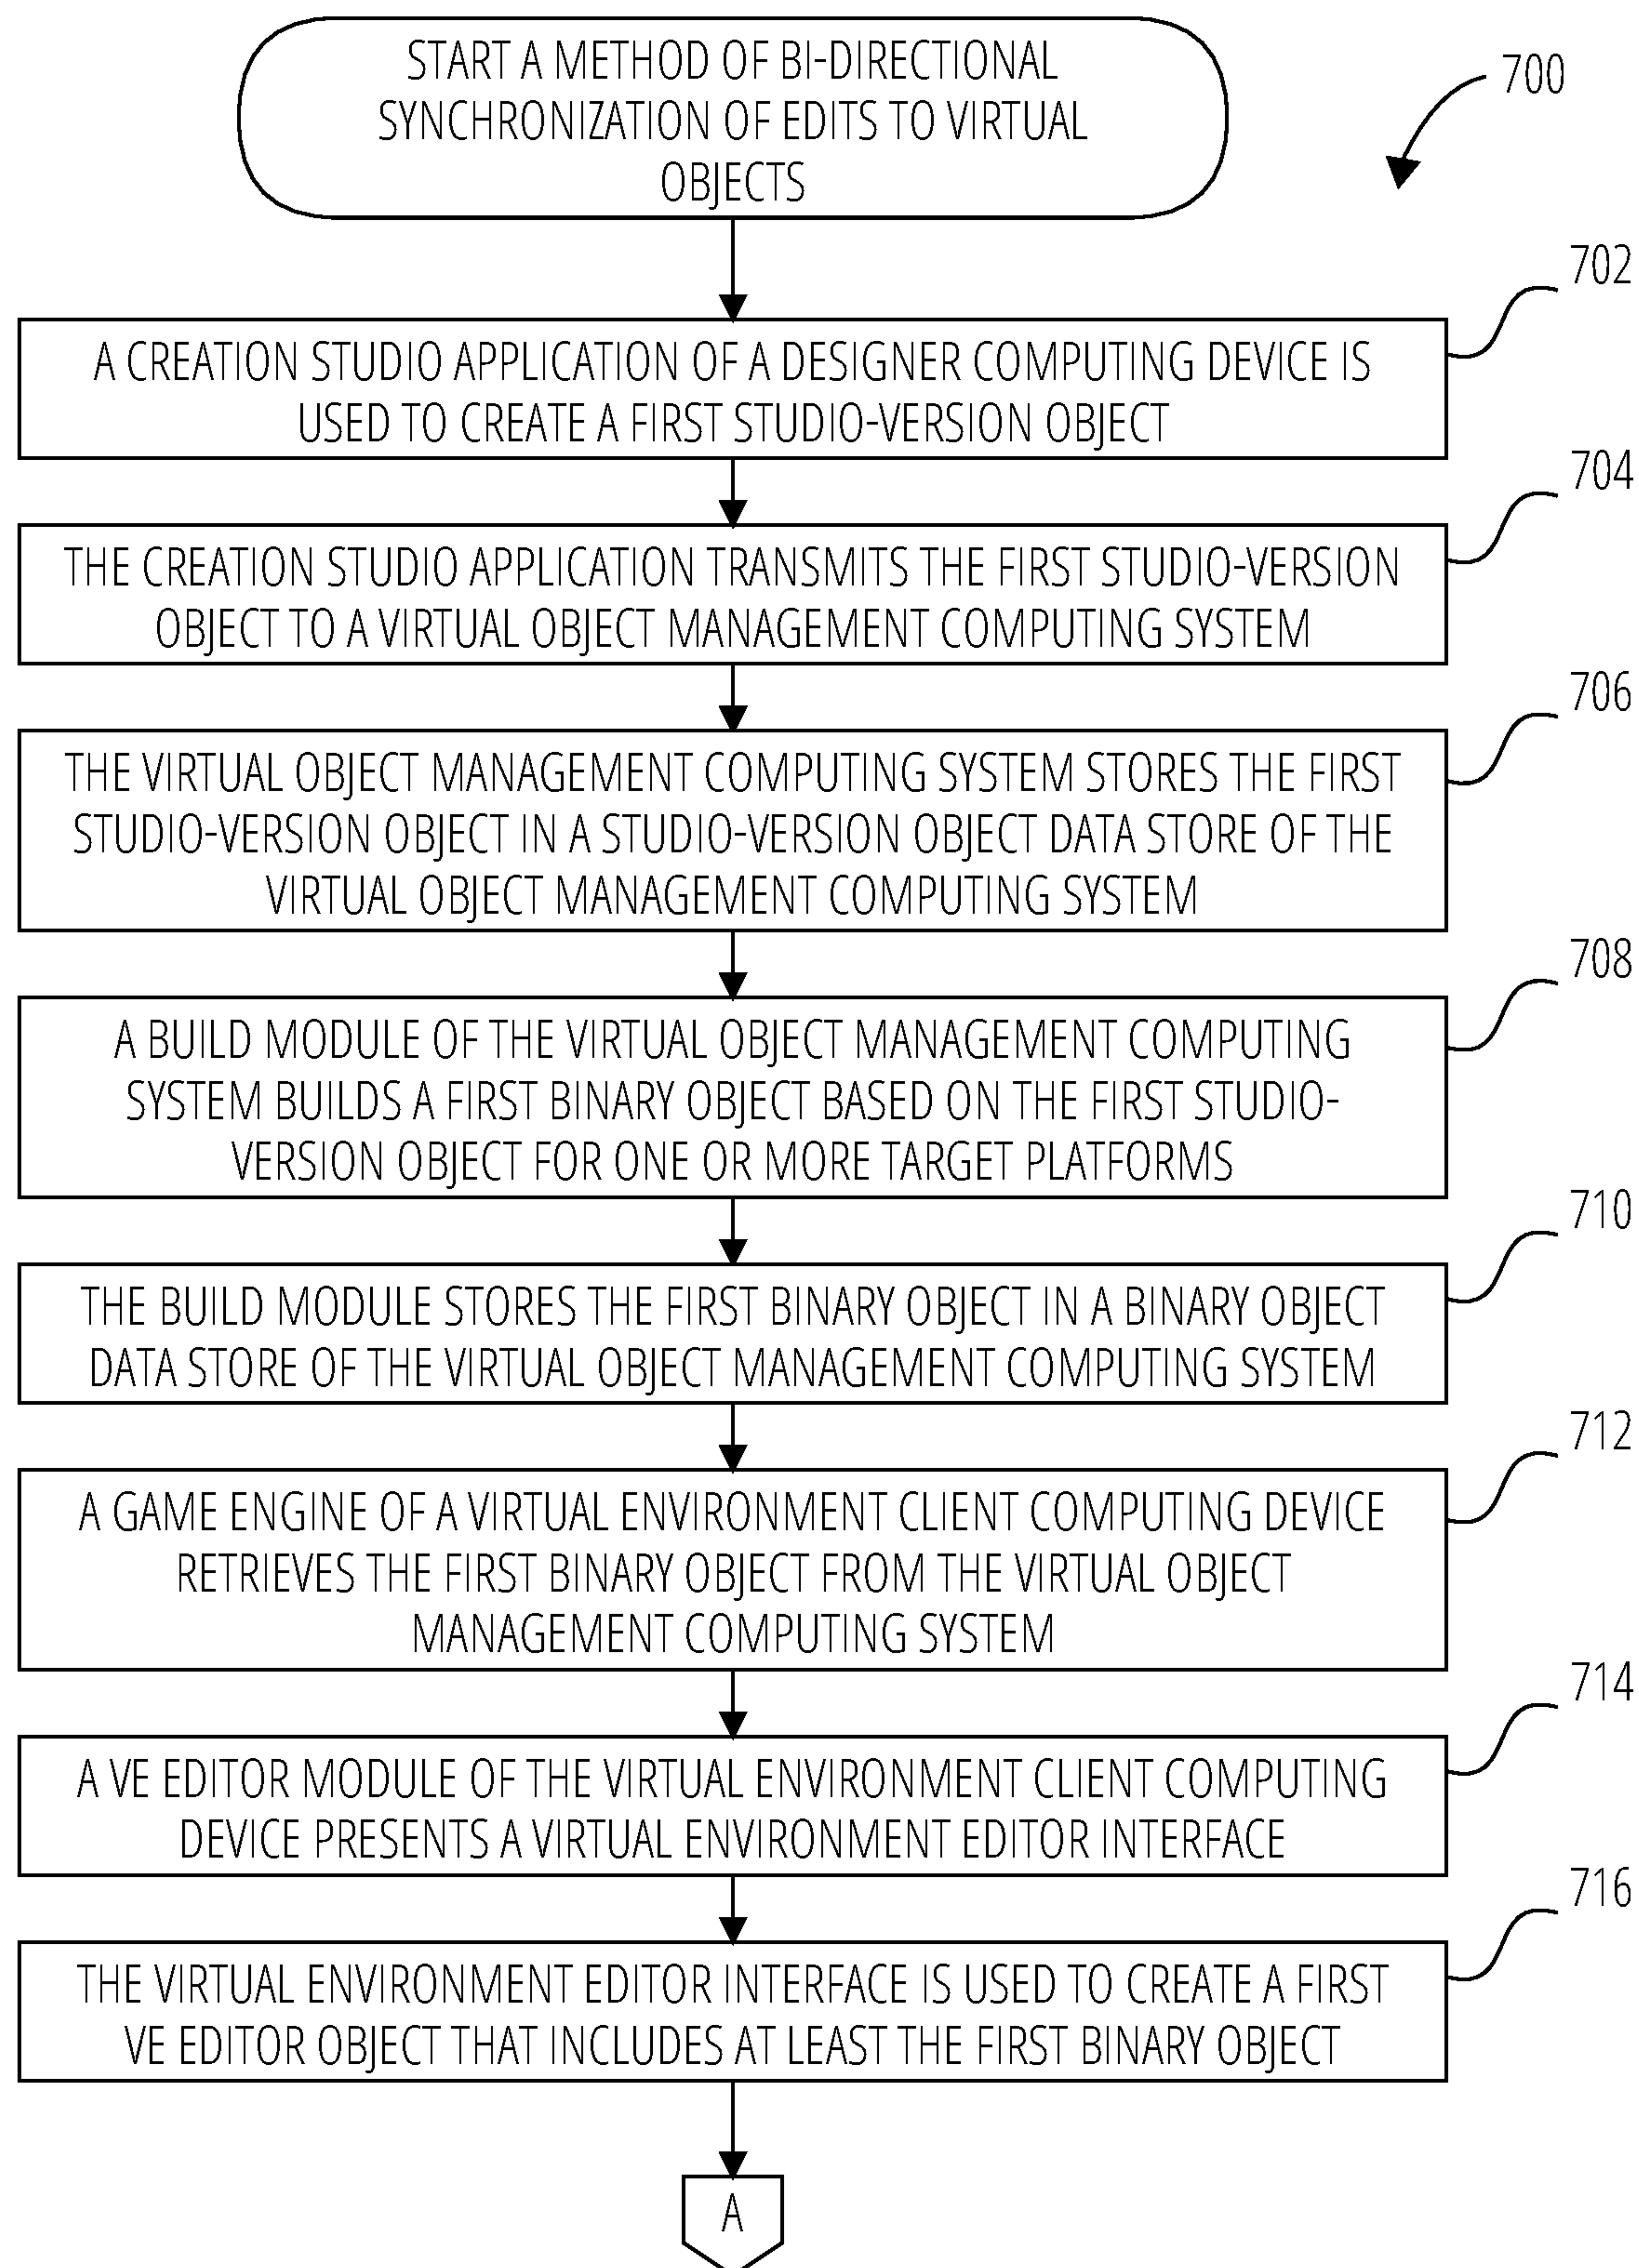 START A METHOD OF BI-DIRECTIONAL
SYNCHRONIZATION OF EDITS TO VIRTUAL
OBJECTS
700
702
A CREATION STUDIO APPLICATION OF A DESIGNER COMPUTING DEVICE IS
USED TO CREATE A FIRST STUDIO-VERSION OBJECT
704
THE CREATION STUDIO APPLICATION TRANSMITS THE FIRST STUDIO-VERSION
OBJECT TO A VIRTUAL OBJECT MANAGEMENT COMPUTING SYSTEM
706
THE VIRTUAL OBJECT MANAGEMENT COMPUTING SYSTEM STORES THE FIRST
STUDIO-VERSION OBJECT IN A STUDIO-VERSION OBJECT DATA STORE OF THE
VIRTUAL OBJECT MANAGEMENT COMPUTING SYSTEM
708
A BUILD MODULE OF THE VIRTUAL OBJECT MANAGEMENT COMPUTING
SYSTEM BUILDS A FIRST BINARY OBJECT BASED ON THE FIRST STUDIO-
VERSION OBJECT FOR ONE OR MORE TARGET PLATFORMS
710
THE BUILD MODULE STORES THE FIRST BINARY OBJECT IN A BINARY OBJECT
DATA STORE OF THE VIRTUAL OBJECT MANAGEMENT COMPUTING SYSTEM
712
A GAME ENGINE OF A VIRTUAL ENVIRONMENT CLIENT COMPUTING DEVICE
RETRIEVES THE FIRST BINARY OBJECT FROM THE VIRTUAL OBJECT
MANAGEMENT COMPUTING SYSTEM
714
A VE EDITOR MODULE OF THE VIRTUAL ENVIRONMENT CLIENT COMPUTING
DEVICE PRESENTS A VIRTUAL ENVIRONMENT EDITOR INTERFACE
716
THE VIRTUAL ENVIRONMENT EDITOR INTERFACE IS USED TO CREATE A FIRST
VE EDITOR OBJECT THAT INCLUDES AT LEAST THE FIRST BINARY OBJECT
A